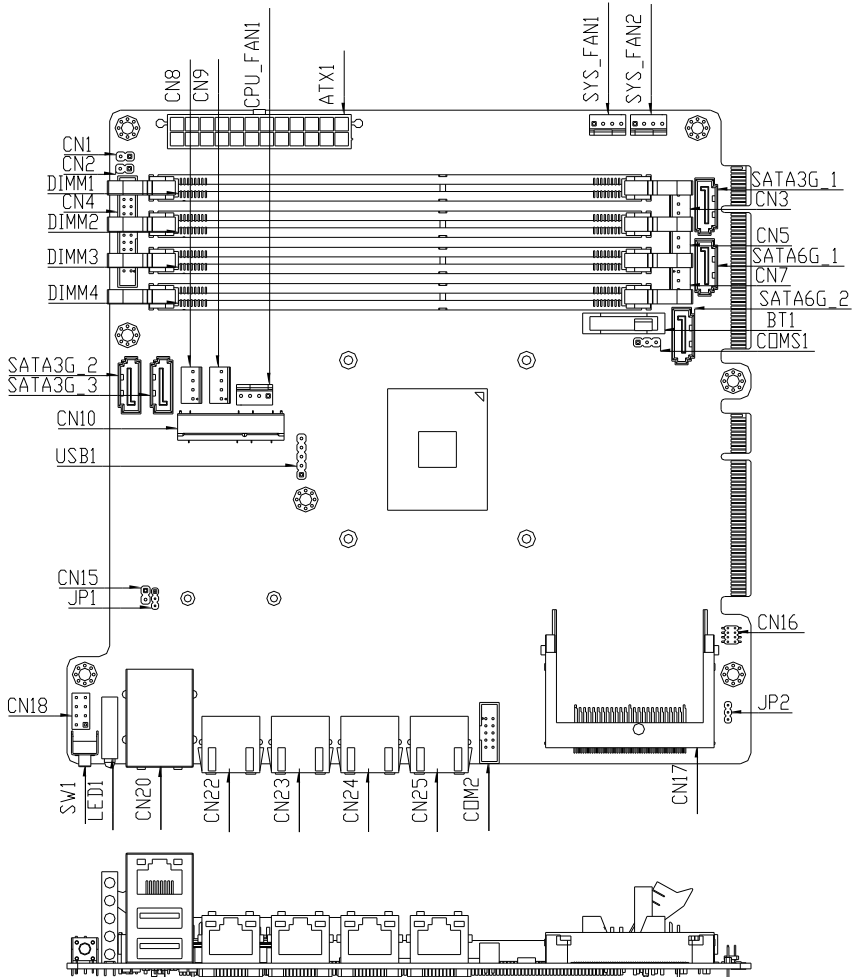 CN8
CN9
CPU_FAN1
ATX1
SYS_FAN1
SYS_FAN2
CN1
CN2
DIMM1
CN4
DIMM2
DIMM3
DIMM4
SATA3G_1
CN3
CN5
SATA6G_1
CN7
SATA6G_2
BT1
COMS1
SATA3G_2
SATA3G_3
CN10
USB1
CN15
JP1
CN16
CN18
JP2
SW1
LED1
CN20
CN22
CN23
CN24
CN25
COM2
CN17